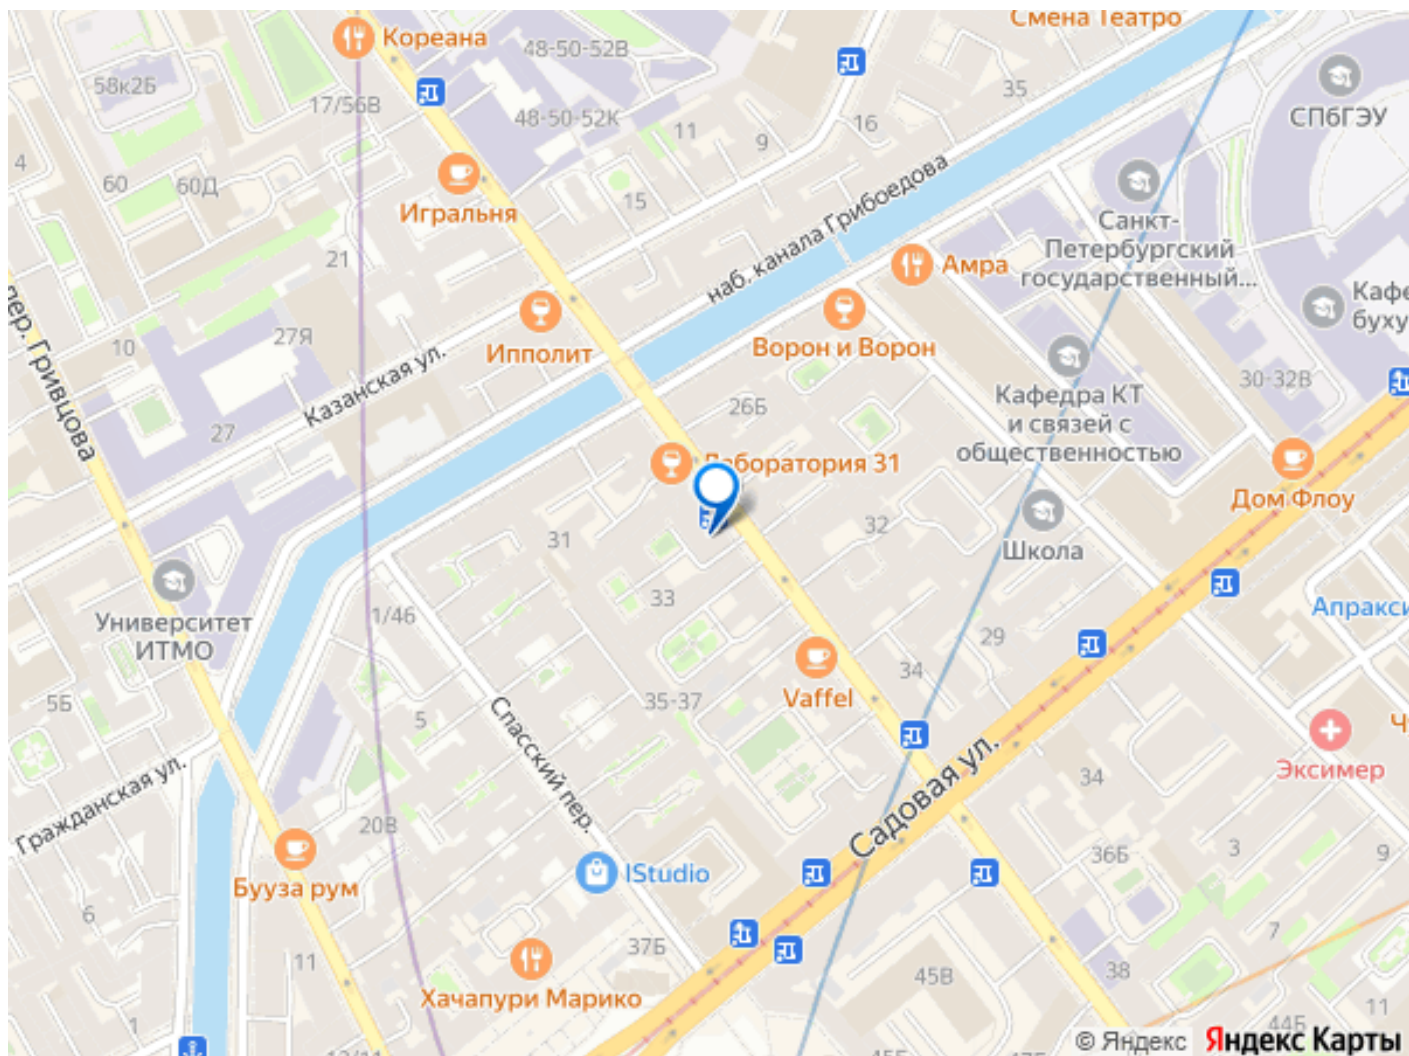 Смена Театро
Кореана
48-50-52В
58к2Б
17/56В
48-50-52К
35
СПбГЭУ
11
9
16
4
60
60Д
Игральня
15
наб. канала Грибоедова
Санкт-
Петербургский
государственный...
21
Амра
пер. Гривцова
10
27Я
Ипполит
Ворон и Ворон
Казанская ул.
27
26Б
Кафедра КТ
и связей с
общественностью
30-32В
Лаборатория 31
Дом Флоу
31
32
Школа
Университет
ИТМО
1/46
33
29
34
5Б
5
35-37
Vaffel
Спасский пер.
Садовая ул.
Эксимер
Гражданская ул.
20В
34
36Б
3
9
Бууза рум
IStudio
6
37Б
7
11
Хачапури Марико
45В
38
11
1
44Б
© Яндекс Яндекс Карты